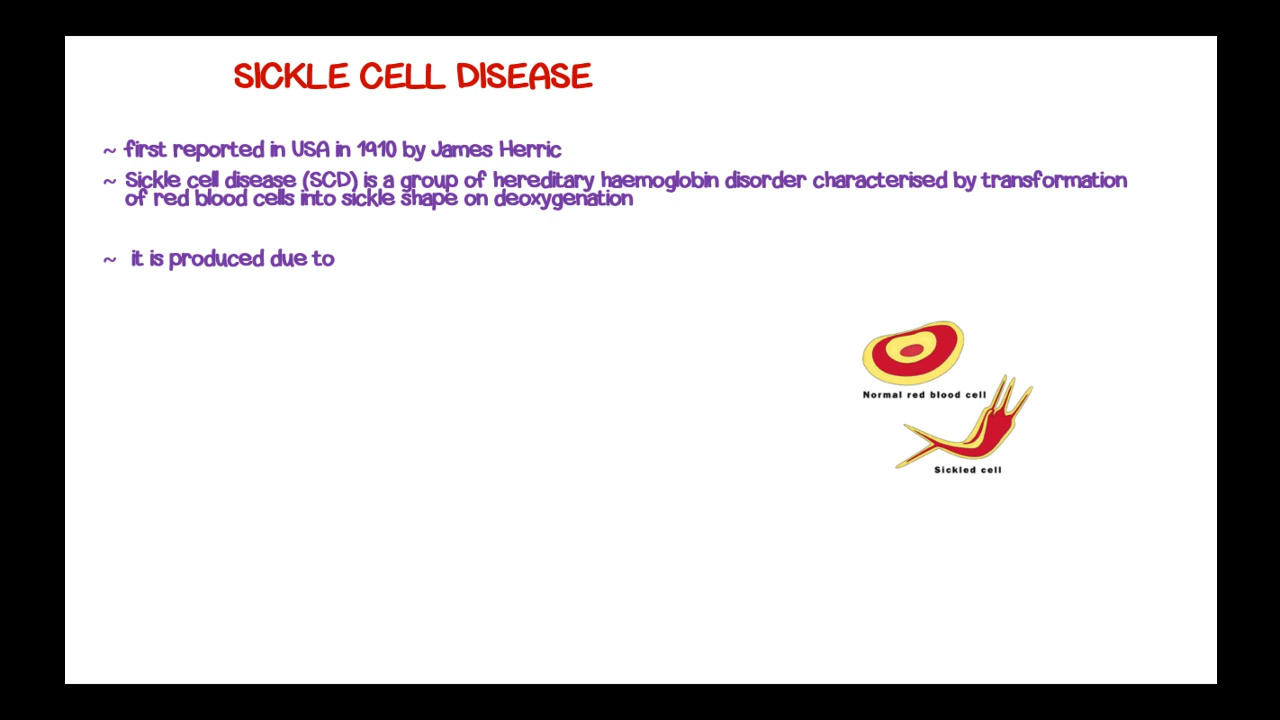 SICKLE CELL DISEASE
~ first reported in USA in 1910 by James Herric
~ Sickle cell disease (SCD) is a group of hereditary haemoglobin disorder characterised by transformation
of red blood cells into sickle shape on deoxygenation
~ it is produced due to
Normal red blood cell
Sickled cell